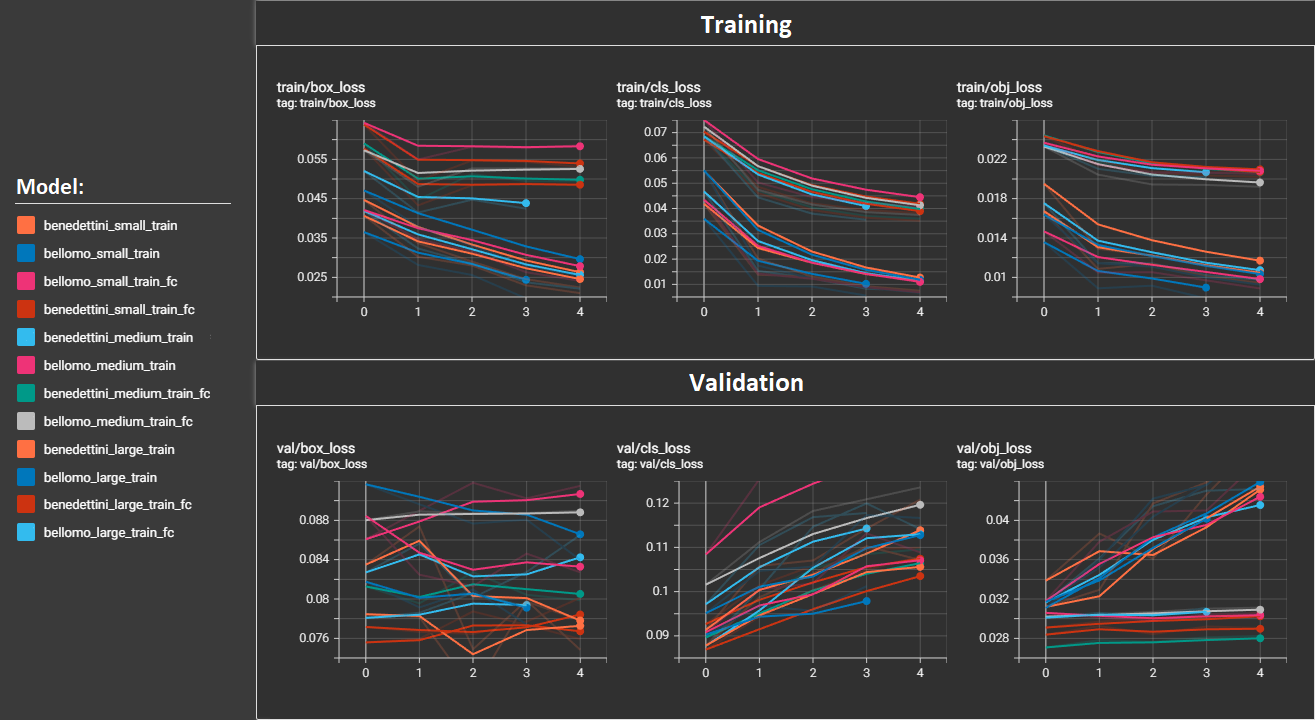 Training
train/box_loss
tag: train/box_loss
0.055
0.045
0.035
0.025
0 1 2 3 4
train/cls_loss
tag: train/cls_loss
0.07
0.06
0.05
0.04
0.03
0.02
0.01
0 1 2 3 4
train/obj_loss
tag: train/obj_loss
0.022
0.018
0.014
0.01
0 1 2 3 4
Model:
benedettini_small_train
bellomo_small_train
bellomo_small_train_fc
benedettini_small_train_fc
benedettini_medium_train
bellomo_medium_train
benedettini_medium_train_fc
bellomo_medium_train_fc
benedettini_large_train
bellomo_large_train
benedettini_large_train_fc
bellomo_large_train_fc
Validation
val/box_loss
tag: val/box_loss
0.088
0.084
0.08
0.076
0 1 2 3 4
val/cls_loss
tag: val/cls_loss
0.12
0.11
0.1
0.09
0 1 2 3 4
val/obj_loss
tag: val/obj_loss
0.04
0.036
0.032
0.028
0 1 2 3 4